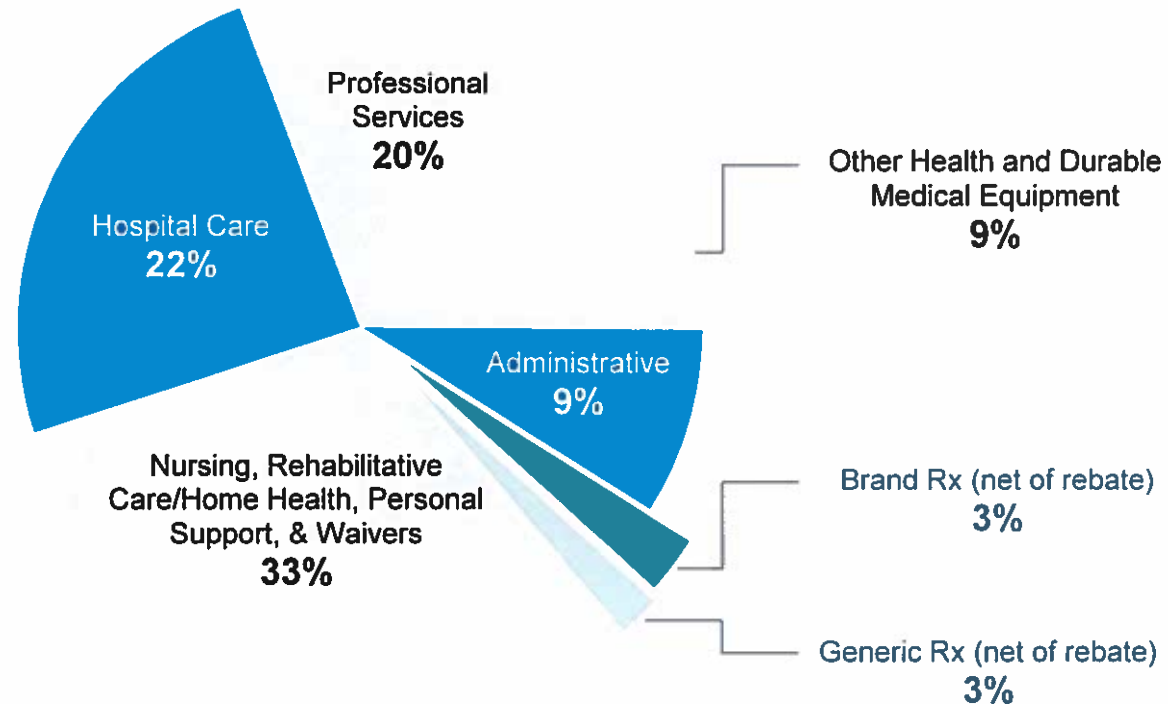 Professional
Services
20%
Other Health and Durable
Medical Equipment
9%
Hospital Care
22%
Administrative
9%
Nursing, Rehabilitative
Care/Home Health, Personal
Support, & Waivers
33%
Brand Rx (net of rebate)
3%
Generic Rx (net of rebate)
3%